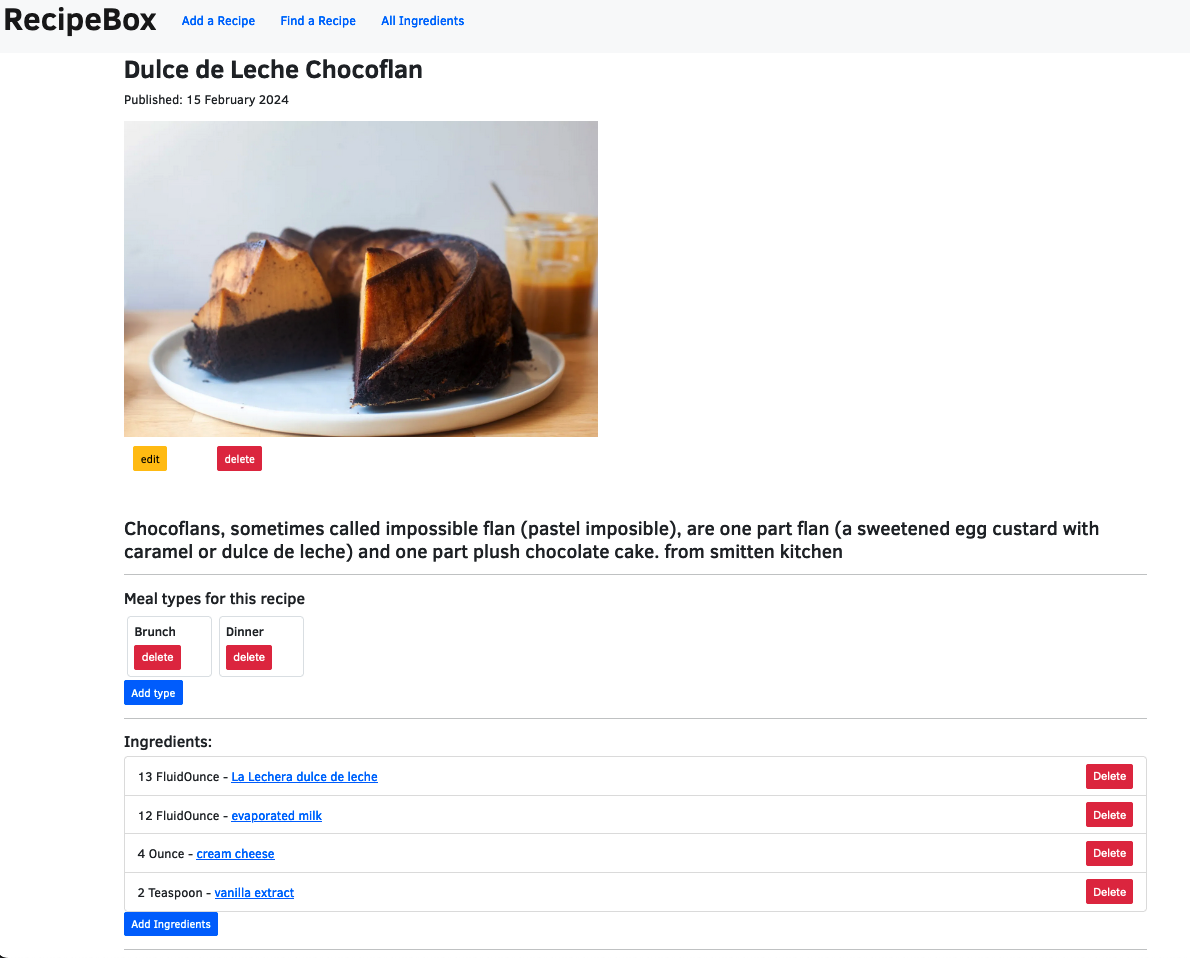 RecipeBox Add a Recipe Find a Recipe All Ingredients
Dulce de Leche Chocoflan
Published: 15 February 2024
edit delete
Chocoflans, sometimes called impossible flan (pastel imposible), are one part flan (a sweetened egg custard with
caramel or dulce de leche) and one part plush chocolate cake. from smitten kitchen
Meal types for this recipe
Brunch Dinner
delete delete
Add type
Ingredients:
13 FluidOunce - La Lechera dulce de leche Delete
12 FluidOunce - evaporated milk Delete
4 Ounce - cream cheese Delete
2 Teaspoon - vanilla extract Delete
Add Ingredients